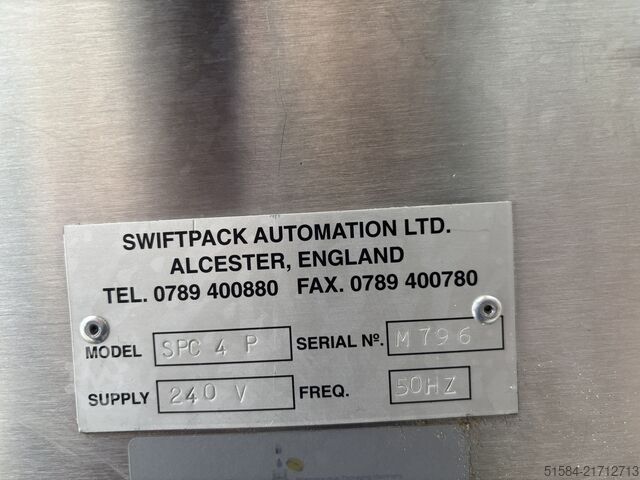 SWIFTPACK AUTOMATION LTD.
ALCESTER, ENGLAND
TEL. 0789 400880 FAX. 0789 400780
MODEL SPC 4 P SERIAL Nº. M796
SUPPLY 240 V FREQ. 50HZ
51584-21712713